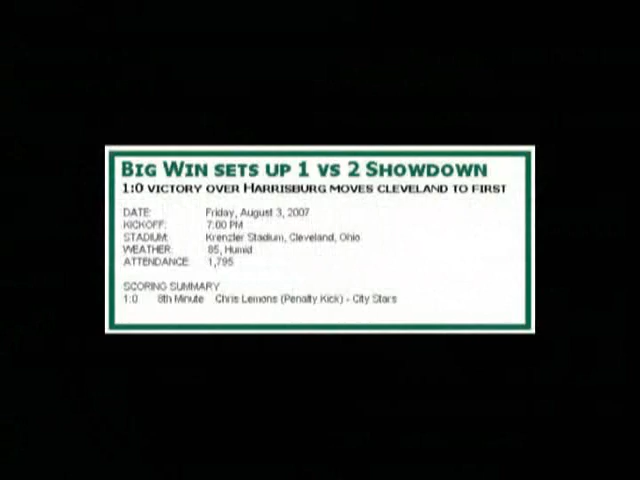 BIG WIN SETS UP 1 VS 2 SHOWDOWN
1:0 VICTORY OVER HARRISBURG MOVES CLEVELAND TO FIRST
DATE: Friday, August 3, 2007
KICKOFF: 7:00 PM
STADIUM: Krenzler Stadium, Cleveland, Ohio
WEATHER: 85, Humid
ATTENDANCE: 1,795
SCORING SUMMARY
1:0 8th Minute Chris Lemons (Penalty Kick) - City Stars